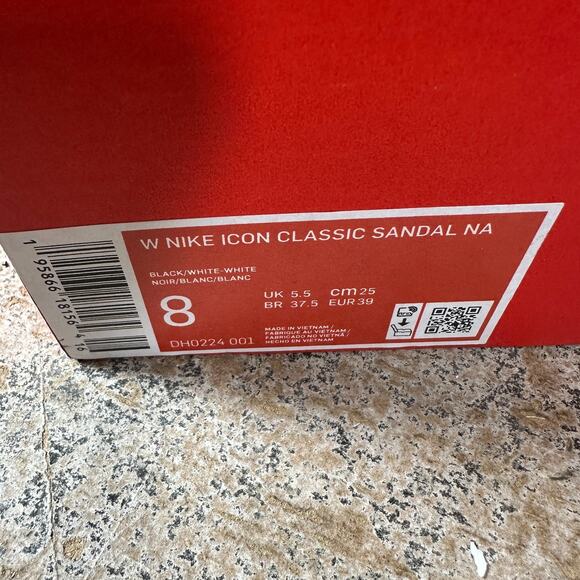 W NIKE ICON CLASSIC SANDAL NA
BLACK/WHITE-WHITE
NOIR/BLANC/BLANC
8
UK 5.5 cm 25
BR 37.5 EUR 39
DH0224 001
MADE IN VIETNAM /
FABRIQUE AU VIETNAM /
FABRICADO NO VIETNÃ /
HECHO EN VIETNAM